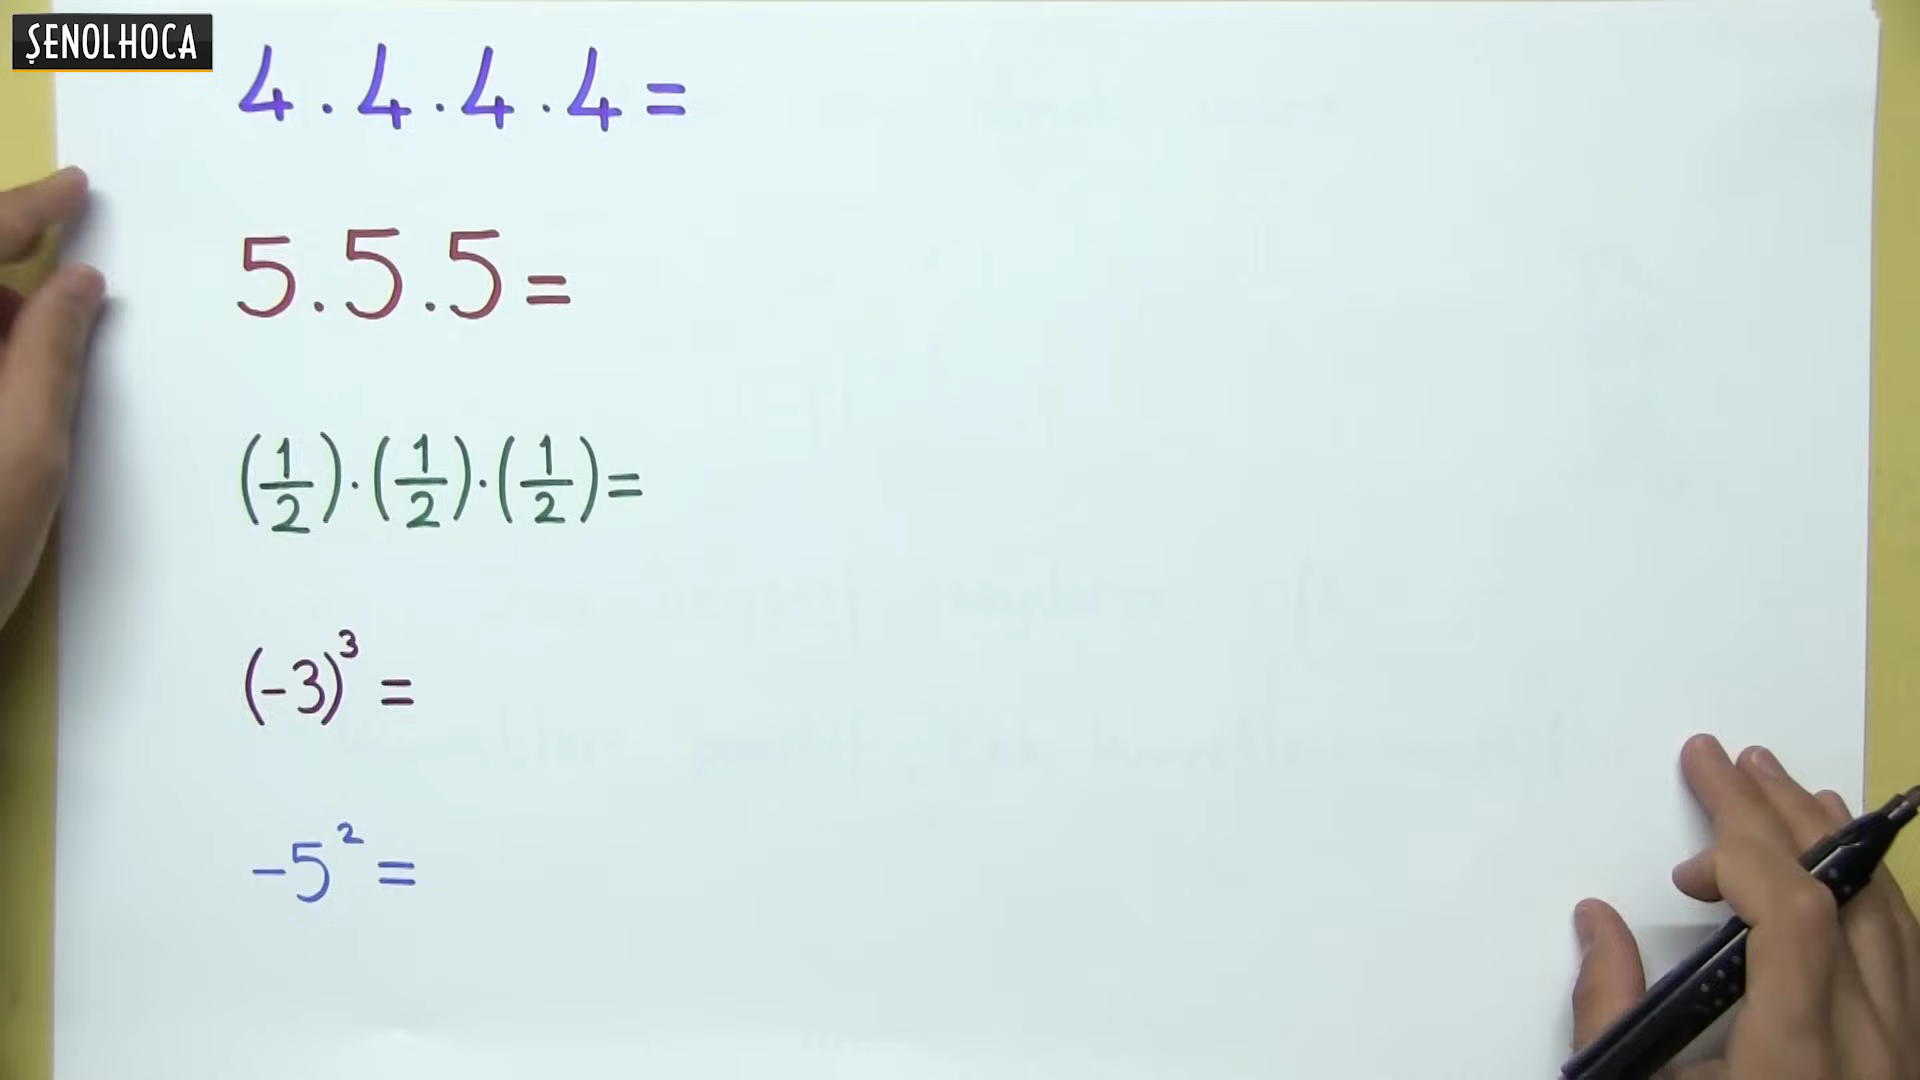 ŞENOLHOCA
4 . 4 . 4 . 4 =
5 . 5 . 5 =
(1/2) · (1/2) · (1/2) =
(-3)³ =
-5² =